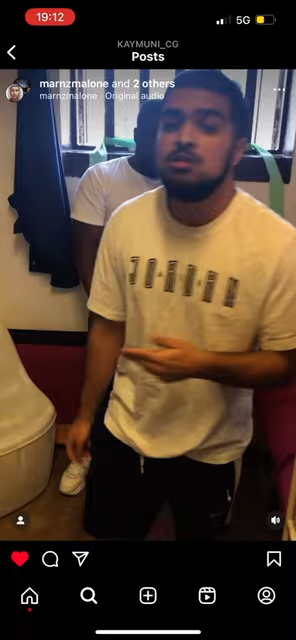 19:12
5G
KAYMUNI_CG
Posts
marnzmalone and 2 others
marnzmalone · Original audio
JORDAN